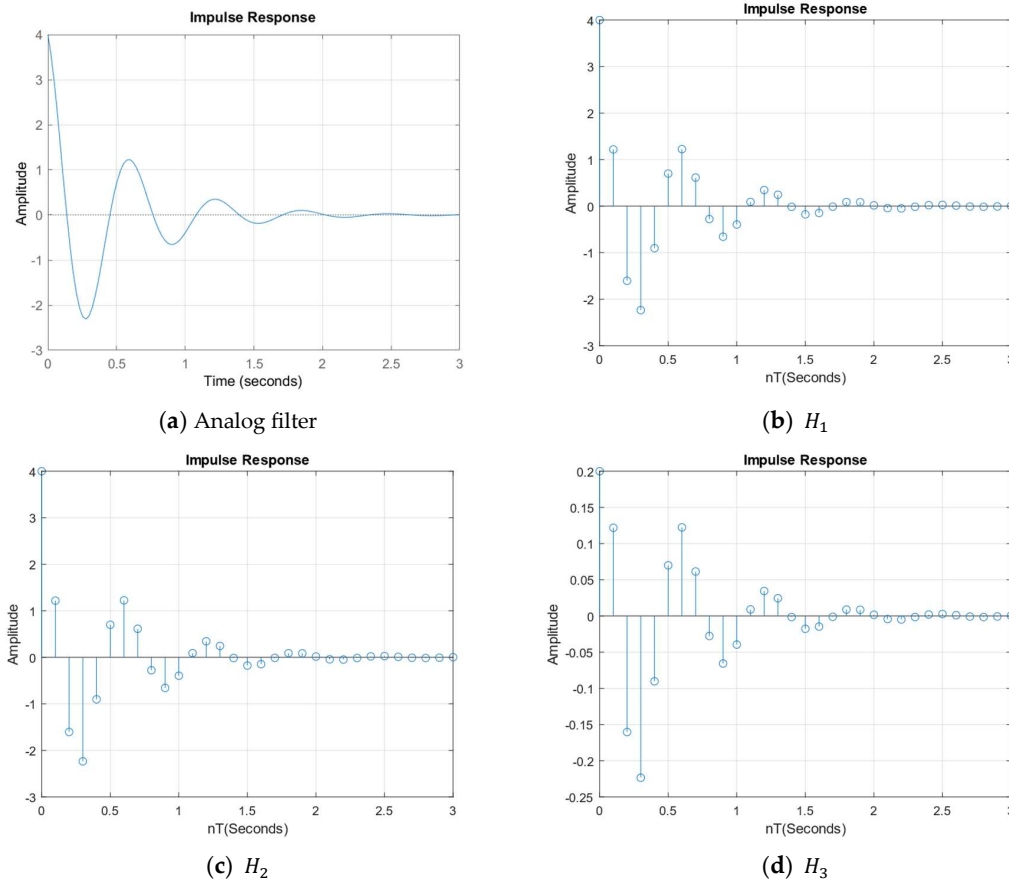 Impulse Response
4
3
2
1
0
-1
-2
-3
Amplitude
0 0.5 1 1.5 2 2.5 3
Time (seconds)
(a) Analog filter
Impulse Response
4
3
2
1
0
-1
-2
-3
Amplitude
0 0.5 1 1.5 2 2.5 3
nT(Seconds)
(b) H₁
Impulse Response
4
3
2
1
0
-1
-2
-3
Amplitude
0 0.5 1 1.5 2 2.5 3
nT(Seconds)
(c) H₂
Impulse Response
0.2
0.15
0.1
0.05
0
-0.05
-0.1
-0.15
-0.2
-0.25
Amplitude
0 0.5 1 1.5 2 2.5 3
nT(Seconds)
(d) H₃